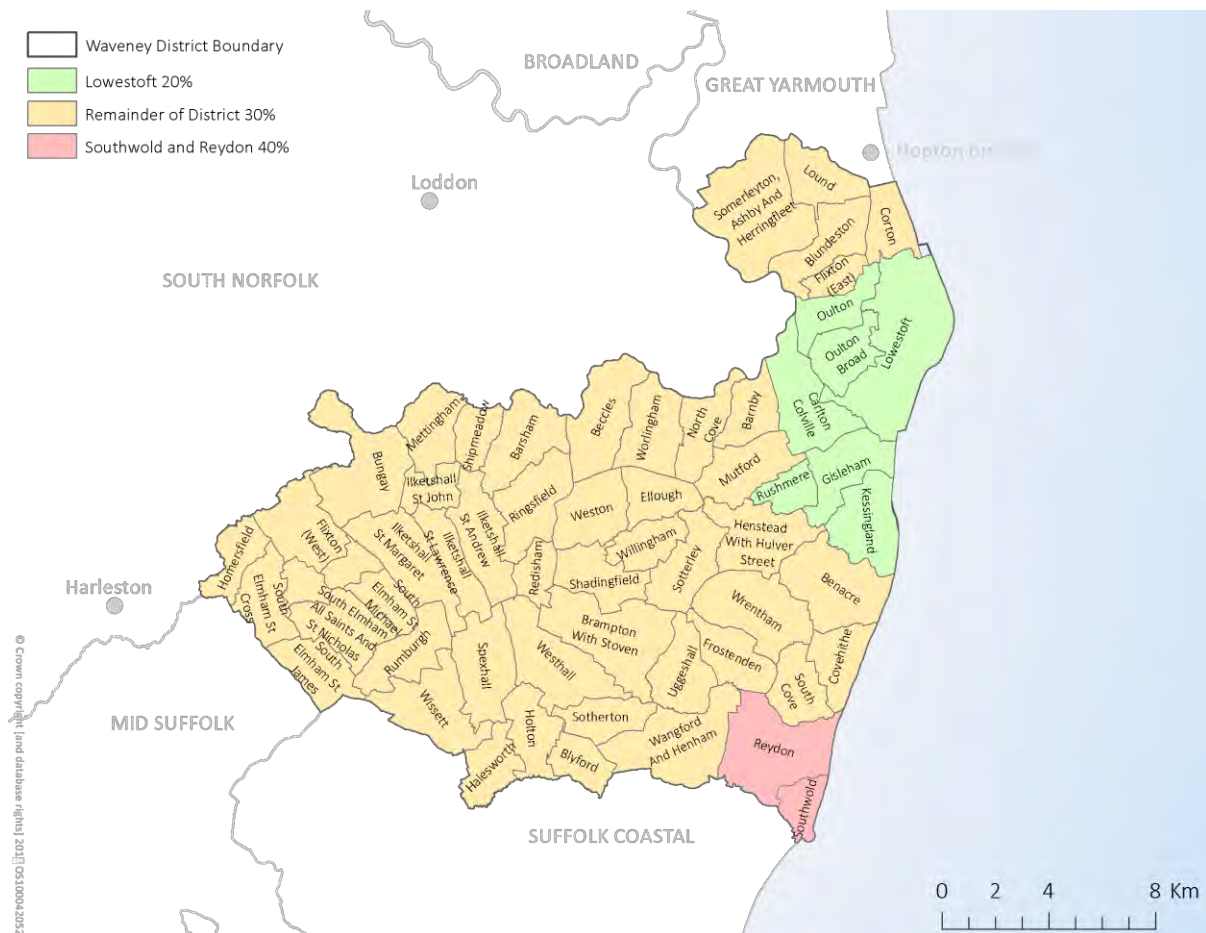 Waveney District Boundary
Lowestoft 20%
Remainder of District 30%
Southwold and Reydon 40%
BROADLAND
GREAT YARMOUTH
Loddon
SOUTH NORFOLK
Harleston
MID SUFFOLK
SUFFOLK COASTAL
Somerleyton,
Ashby And
Herringfleet
Lound
Blundeston
Corton
Flixton
(East)
Oulton
Oulton
Broad
Lowestoft
Carlton
Colville
Gisleham
Rushmere
Kessingland
Mettingham
Shipmeadow
Barsham
Beccles
Worlingham
North
Cove
Barnby
Mutford
Bungay
Ilketshall
St John
Ringsfield
Weston
Ellough
Henstead
With Hulver
Street
Flixton
(West)
Ilketshall
St Margaret
Ilketshall
St Lawrence
Ilketshall
St Andrew
Redisham
Willingham
Shadingfield
Sotterley
Benacre
Homersfield
South
Elmham St
Cross
South Elmham
All Saints And
St Nicholas
South
Elmham St
Michael
South
Elmham St
James
Rumburgh
Wissett
Spexhall
Westhall
Brampton
With Stoven
Wrentham
Uggeshall
Frostenden
South
Cove
Covehithe
Halesworth
Holton
Blyford
Sotherton
Wangford
And Henham
Reydon
Southwold
0 2 4 8 Km